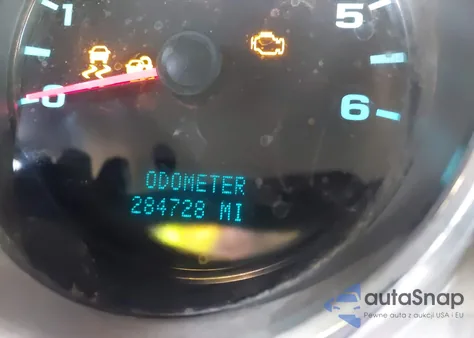 1
5
0
6
ODOMETER
284728 MI
autaSnap
Pewne auta z aukcji USA i EU